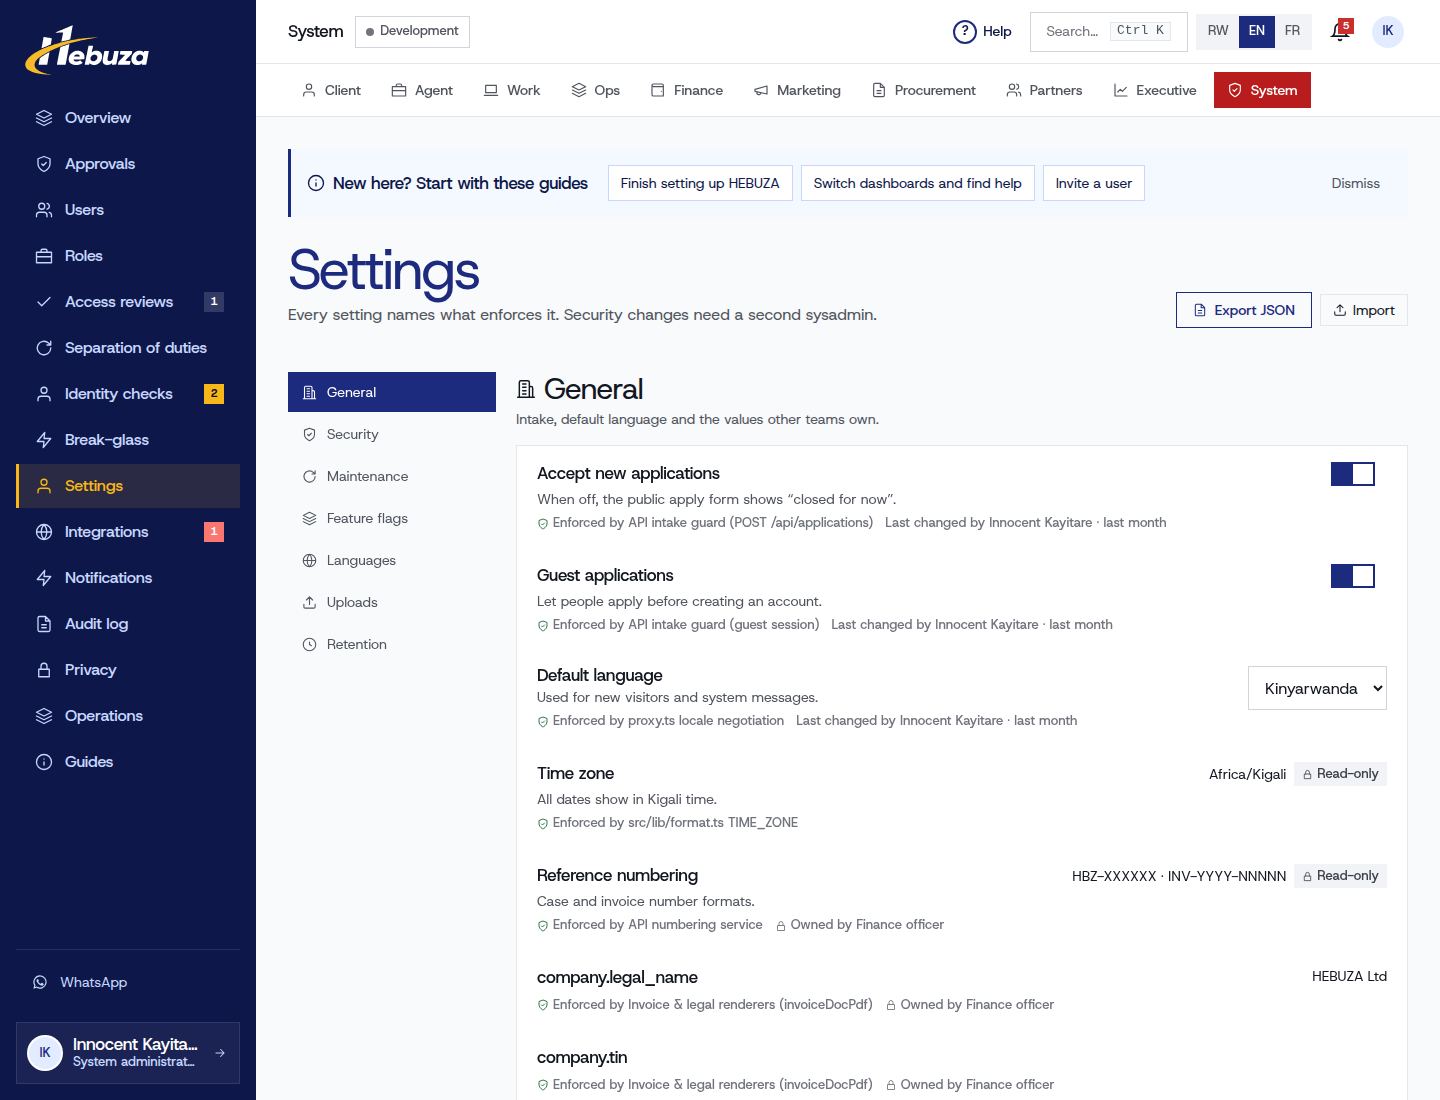 Hebuza
System
Development
Help
Search...
Ctrl K
RW
EN
FR
5
IK
Client
Agent
Work
Ops
Finance
Marketing
Procurement
Partners
Executive
System
Overview
Approvals
Users
Roles
Access reviews
1
Separation of duties
Identity checks
2
Break-glass
Settings
Integrations
1
Notifications
Audit log
Privacy
Operations
Guides
WhatsApp
IK
Innocent Kayita...
System administrat...
New here? Start with these guides
Finish setting up HEBUZA
Switch dashboards and find help
Invite a user
Dismiss
Settings
Every setting names what enforces it. Security changes need a second sysadmin.
Export JSON
Import
General
Security
Maintenance
Feature flags
Languages
Uploads
Retention
General
Intake, default language and the values other teams own.
Accept new applications
When off, the public apply form shows “closed for now”.
Enforced by API intake guard (POST /api/applications) Last changed by Innocent Kayitare · last month
Guest applications
Let people apply before creating an account.
Enforced by API intake guard (guest session) Last changed by Innocent Kayitare · last month
Default language
Used for new visitors and system messages.
Enforced by proxy.ts locale negotiation Last changed by Innocent Kayitare · last month
Kinyarwanda
Time zone
All dates show in Kigali time.
Enforced by src/lib/format.ts TIME_ZONE
Africa/Kigali
Read-only
Reference numbering
Case and invoice number formats.
Enforced by API numbering service Owned by Finance officer
HBZ-XXXXXX · INV-YYYY-NNNNN
Read-only
company.legal_name
Enforced by Invoice & legal renderers (invoiceDocPdf) Owned by Finance officer
HEBUZA Ltd
company.tin
Enforced by Invoice & legal renderers (invoiceDocPdf) Owned by Finance officer